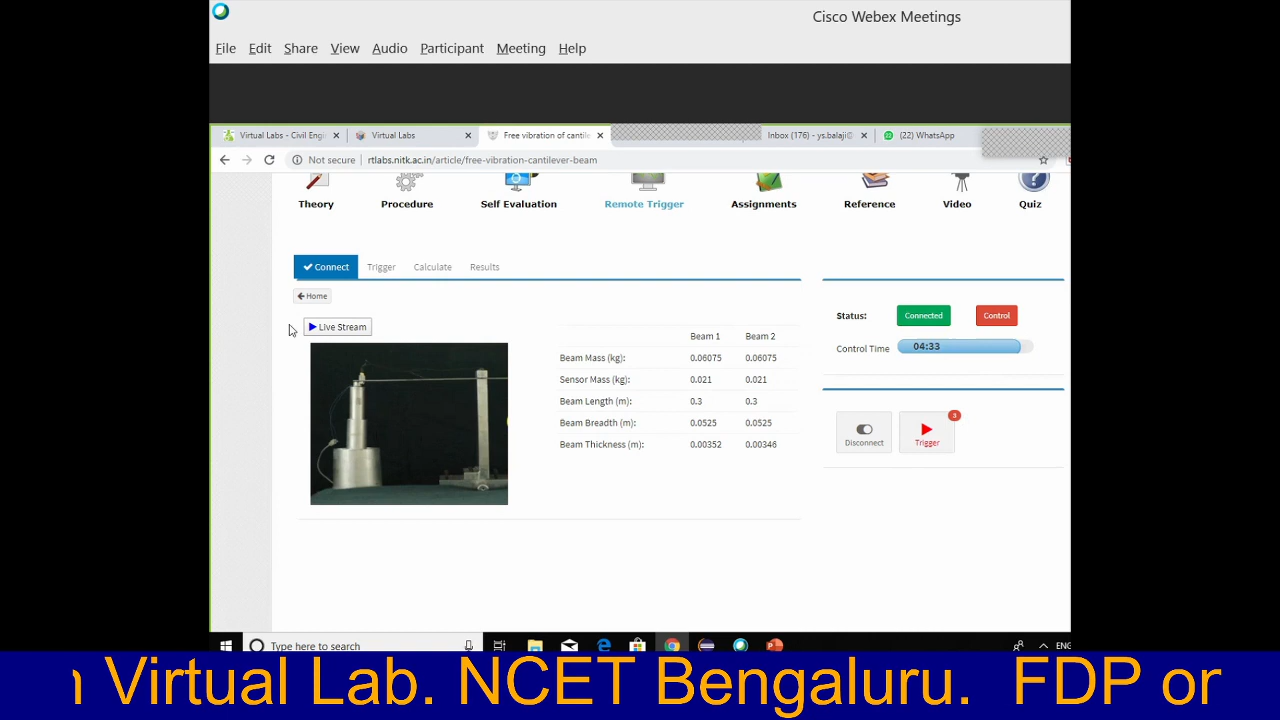 Cisco Webex Meetings
File Edit Share View Audio Participant Meeting Help
Virtual Labs - Civil Engi Virtual Labs Free vibration of cantile Inbox (176) - ys.balaji@ (22) WhatsApp
Not secure rtlabs.nitk.ac.in/article/free-vibration-cantilever-beam
Theory Procedure Self Evaluation Remote Trigger Assignments Reference Video Quiz
Connect Trigger Calculate Results
Home
Live Stream
Beam 1 Beam 2
Beam Mass (kg): 0.06075 0.06075
Sensor Mass (kg): 0.021 0.021
Beam Length (m): 0.3 0.3
Beam Breadth (m): 0.0525 0.0525
Beam Thickness (m): 0.00352 0.00346
Status: Connected Control
Control Time 04:33
3
Disconnect Trigger
Type here to search
ENG
Virtual Lab. NCET Bengaluru. FDP or